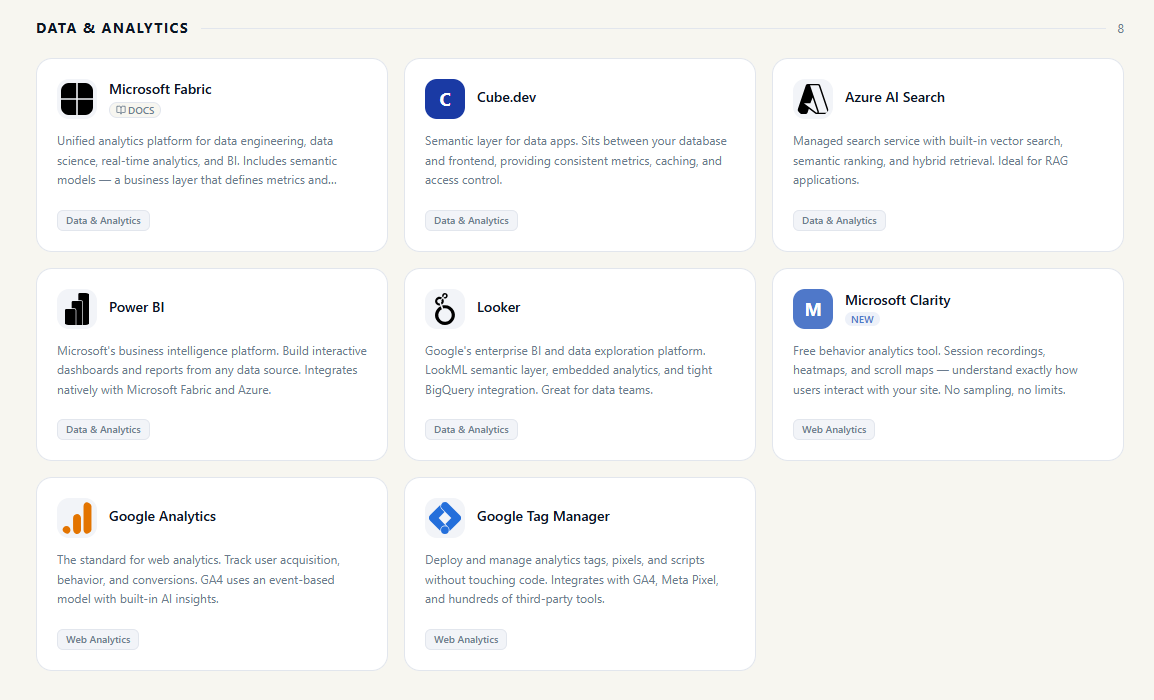 DATA & ANALYTICS
8
Microsoft Fabric
DOCS
Unified analytics platform for data engineering, data
science, real-time analytics, and BI. Includes semantic
models — a business layer that defines metrics and...
Data & Analytics
C
Cube.dev
Semantic layer for data apps. Sits between your database
and frontend, providing consistent metrics, caching, and
access control.
Data & Analytics
Azure AI Search
Managed search service with built-in vector search,
semantic ranking, and hybrid retrieval. Ideal for RAG
applications.
Data & Analytics
Power BI
Microsoft's business intelligence platform. Build interactive
dashboards and reports from any data source. Integrates
natively with Microsoft Fabric and Azure.
Data & Analytics
Looker
Google's enterprise BI and data exploration platform.
LookML semantic layer, embedded analytics, and tight
BigQuery integration. Great for data teams.
Data & Analytics
M
Microsoft Clarity
NEW
Free behavior analytics tool. Session recordings,
heatmaps, and scroll maps — understand exactly how
users interact with your site. No sampling, no limits.
Web Analytics
Google Analytics
The standard for web analytics. Track user acquisition,
behavior, and conversions. GA4 uses an event-based
model with built-in AI insights.
Web Analytics
Google Tag Manager
Deploy and manage analytics tags, pixels, and scripts
without touching code. Integrates with GA4, Meta Pixel,
and hundreds of third-party tools.
Web Analytics